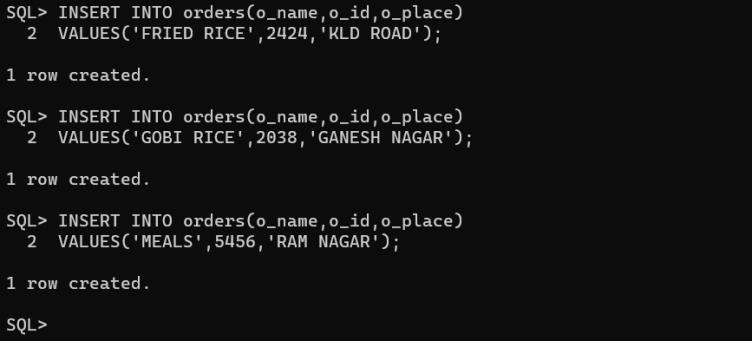 SQL> INSERT INTO orders(o_name,o_id,o_place)
  2  VALUES('FRIED RICE',2424,'KLD ROAD');
1 row created.
SQL> INSERT INTO orders(o_name,o_id,o_place)
  2  VALUES('GOBI RICE',2038,'GANESH NAGAR');
1 row created.
SQL> INSERT INTO orders(o_name,o_id,o_place)
  2  VALUES('MEALS',5456,'RAM NAGAR');
1 row created.
SQL>